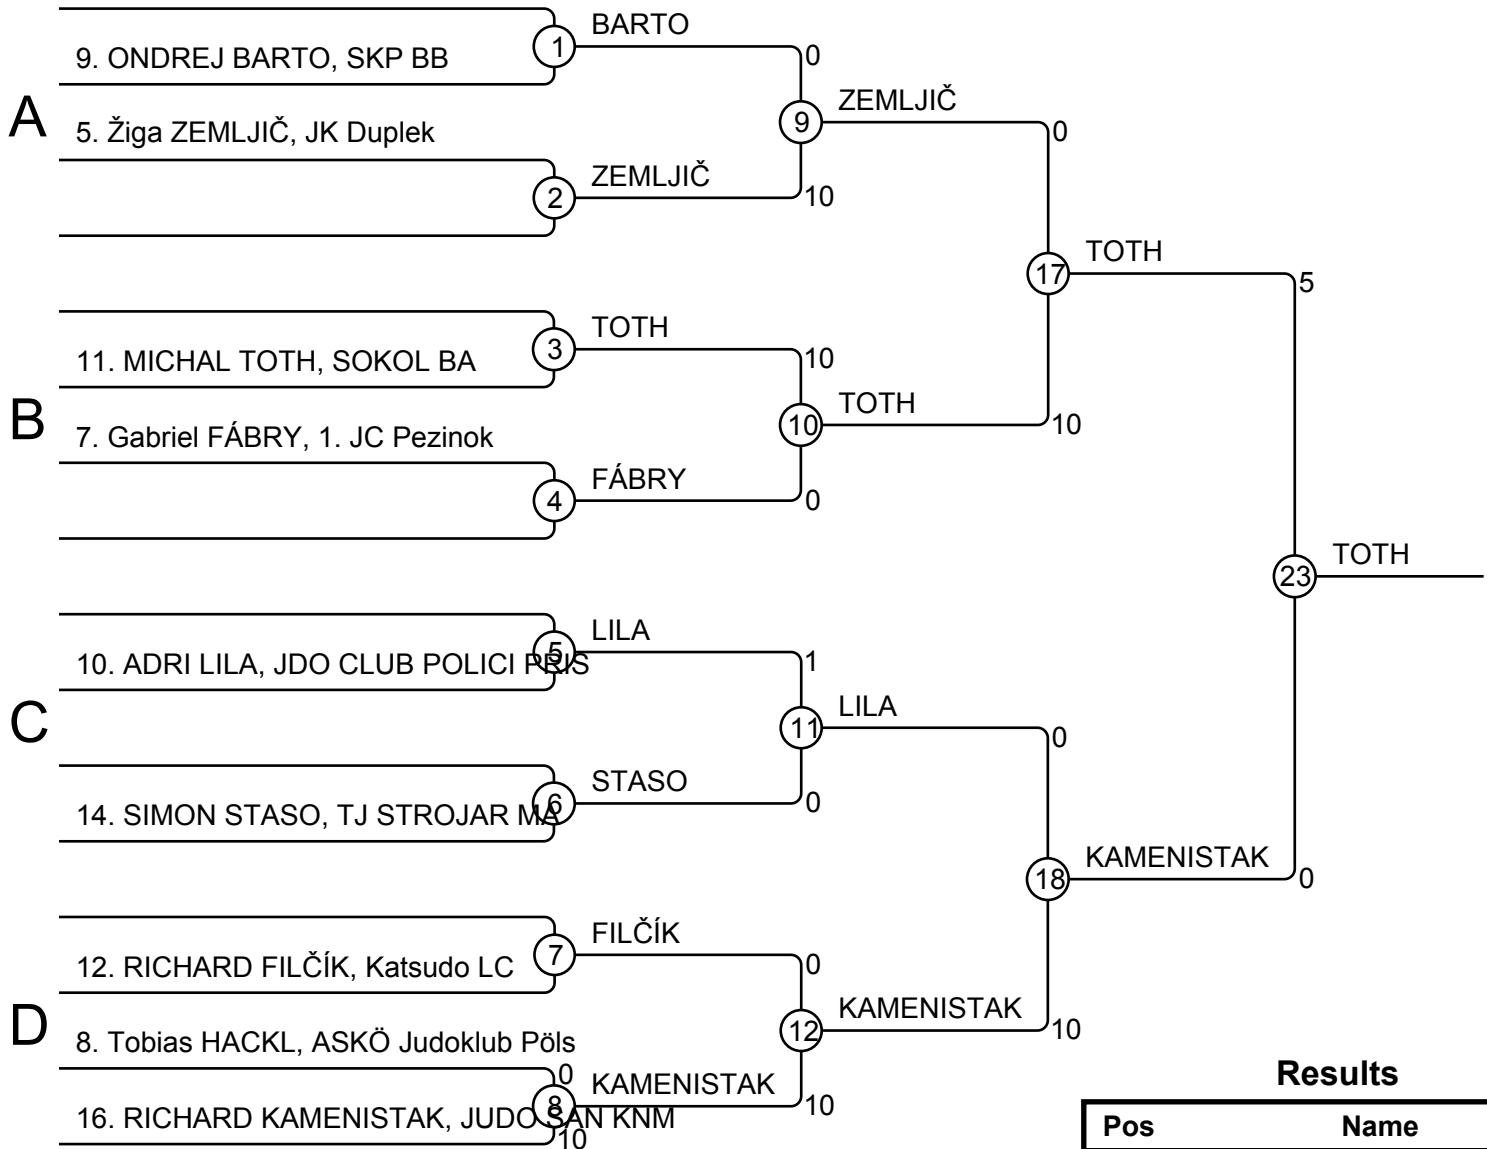 BARTO
1
0
9. ONDREJ BARTO, SKP BB
ZEMLJIČ
A
9
0
5. Žiga ZEMLJIČ, JK Duplek
ZEMLJIČ
2
10
TOTH
17
5
TOTH
3
10
11. MICHAL TOTH, SOKOL BA
TOTH
B
10
10
7. Gabriel FÁBRY, 1. JC Pezinok
FÁBRY
4
0
TOTH
23
LILA
5
1
10. ADRI LILA, JDO CLUB POLICI PRIS
LILA
C
11
0
STASO
6
0
14. SIMON STASO, TJ STROJAR MA
KAMENISTAK
18
0
FILČÍK
7
0
12. RICHARD FILČÍK, Katsudo LC
KAMENISTAK
D
12
10
8. Tobias HACKL, ASKÖ Judoklub Pöls
0
KAMENISTAK
8
10
16. RICHARD KAMENISTAK, JUDO SAN KNM
10
Results
Pos Name